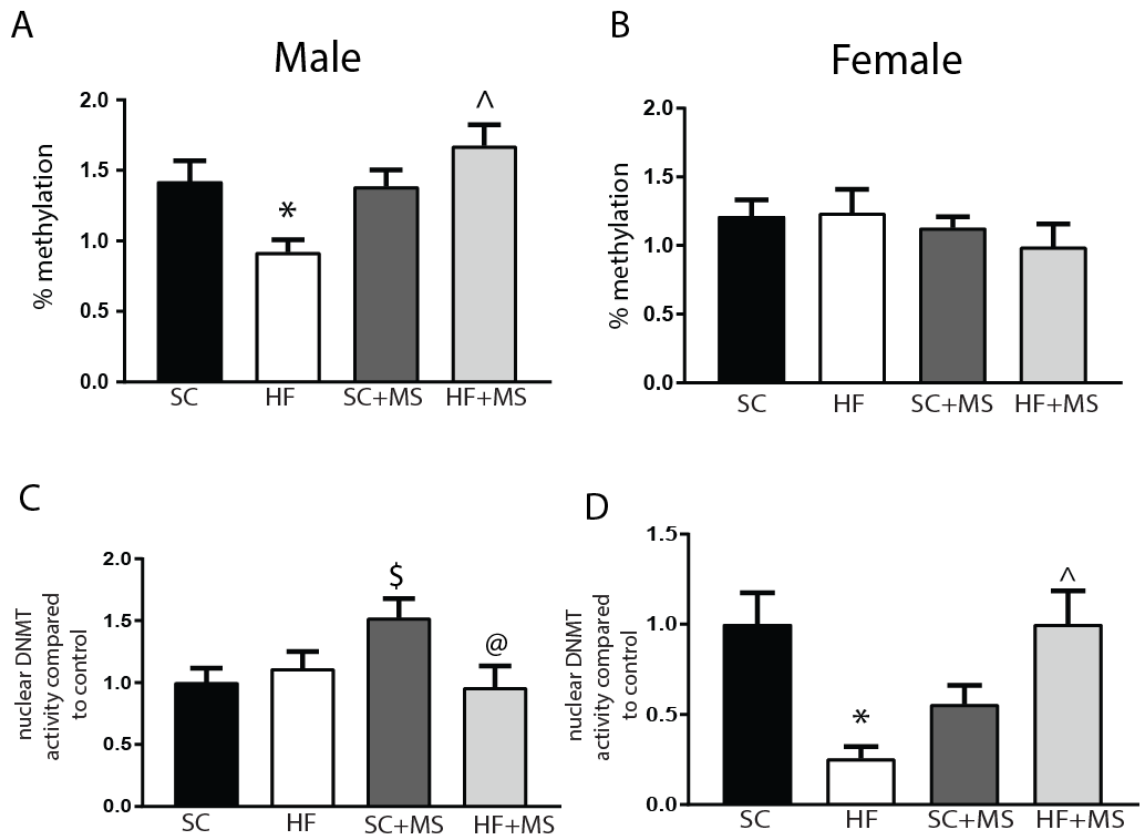 A
Male
% methylation
2.0
1.5
1.0
0.5
0.0
*
^
SC
HF
SC+MS
HF+MS
B
Female
% methylation
2.0
1.5
1.0
0.5
0.0
SC
HF
SC+MS
HF+MS
C
nuclear DNMT
activity compared
to control
2.0
1.5
1.0
0.5
0.0
$
@
SC
HF
SC+MS
HF+MS
D
nuclear DNMT
activity compared
to control
1.5
1.0
0.5
0.0
*
^
SC
HF
SC+MS
HF+MS